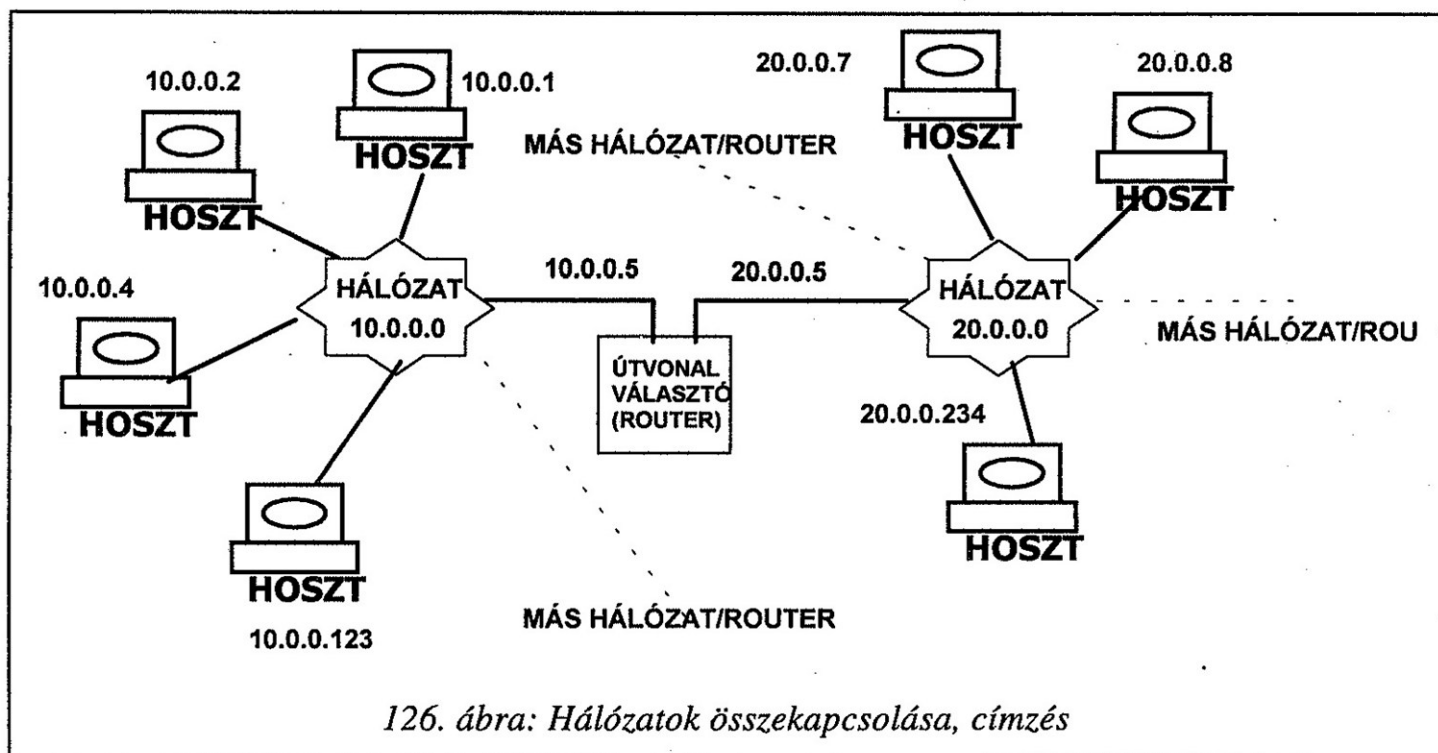 10.0.0.2
10.0.0.1
HOSZT
HOSZT
10.0.0.4
HOSZT
HÁLÓZAT
10.0.0.0
HOSZT
10.0.0.123
MÁS HÁLÓZAT/ROUTER
10.0.0.5
20.0.0.5
ÚTVONAL
VÁLASZTÓ
(ROUTER)
MÁS HÁLÓZAT/ROUTER
20.0.0.7
HOSZT
20.0.0.8
HOSZT
HÁLÓZAT
20.0.0.0
MÁS HÁLÓZAT/ROU
20.0.0.234
HOSZT
126. ábra: Hálózatok összekapcsolása, címzés